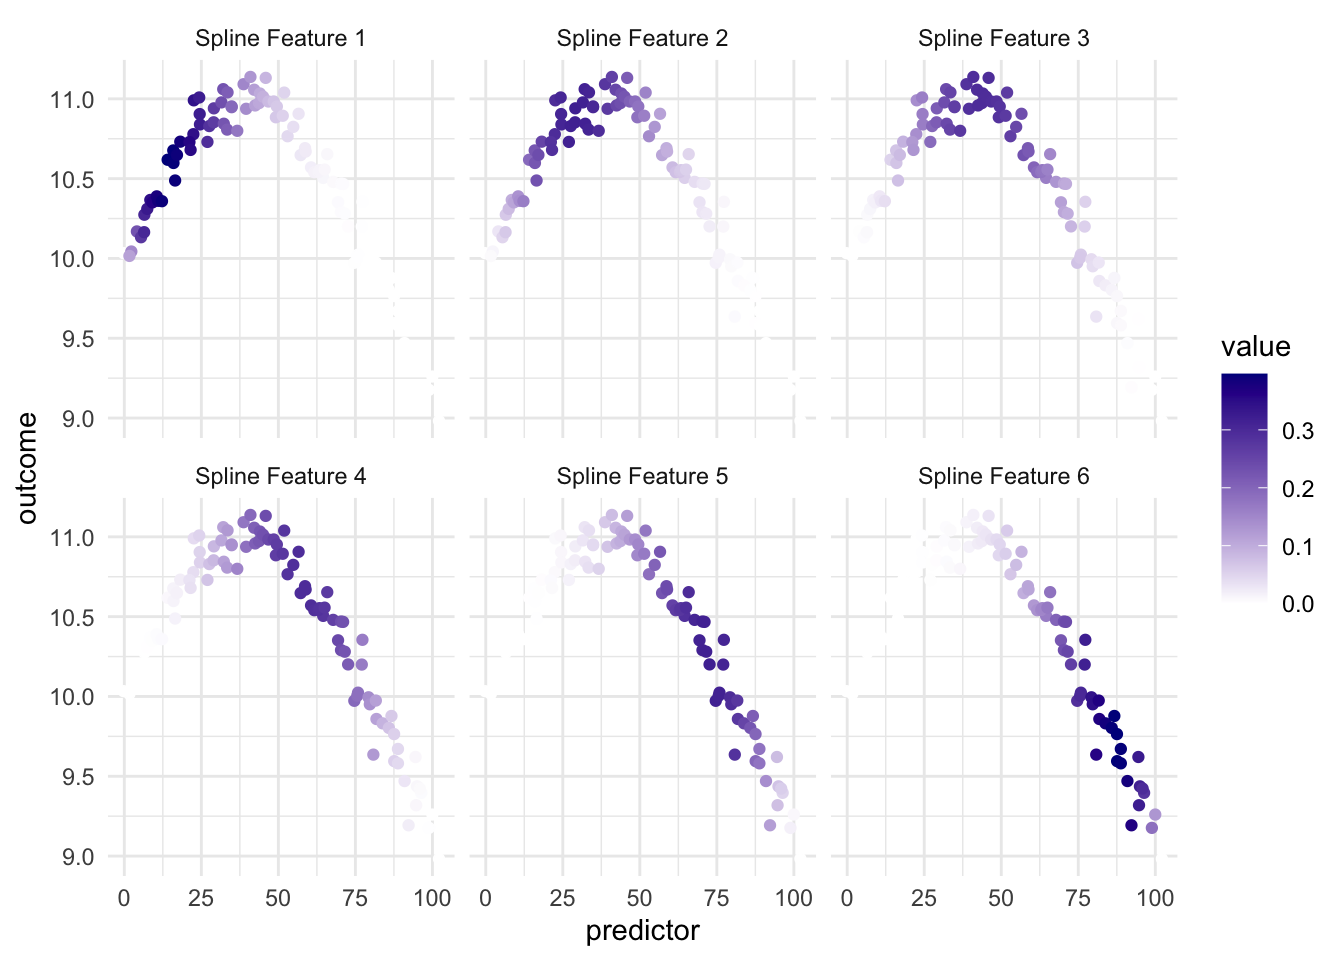 Spline Feature 1
Spline Feature 2
Spline Feature 3
11.0
10.5
10.0
9.5
9.0
Spline Feature 4
Spline Feature 5
Spline Feature 6
11.0
10.5
10.0
9.5
9.0
0 25 50 75 100
0 25 50 75 100
0 25 50 75 100
predictor
outcome
value
0.3
0.2
0.1
0.0